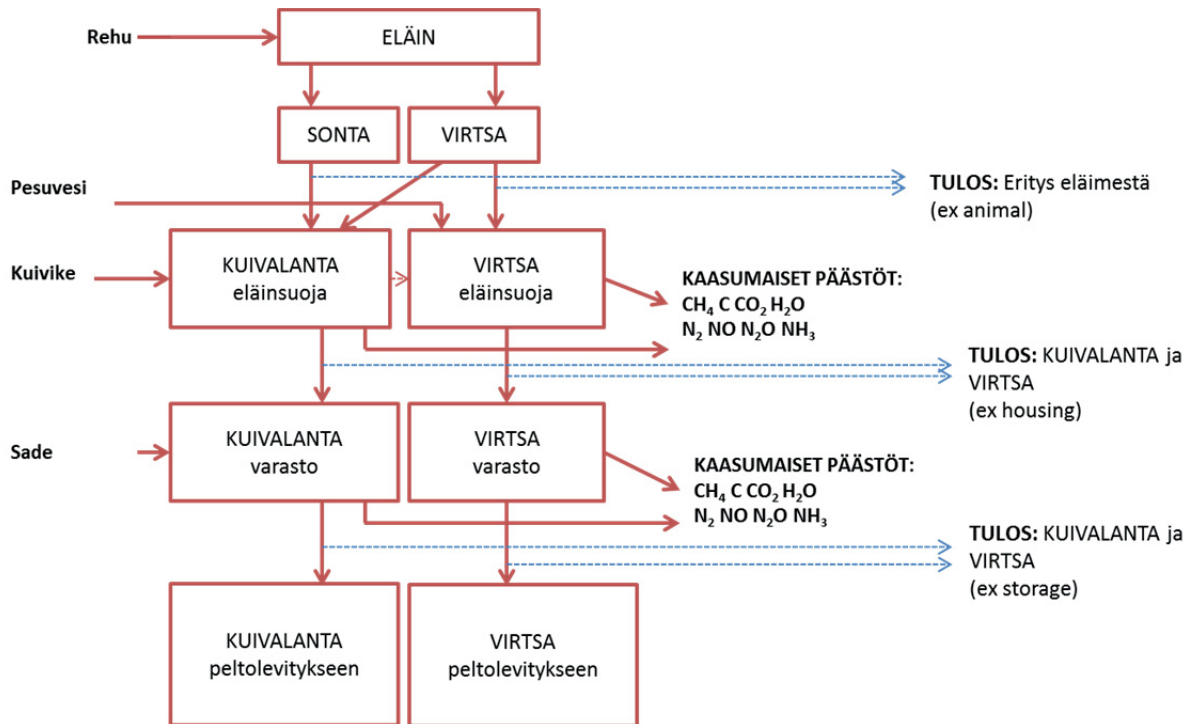 Rehu
ELÄIN
SONTA
VIRTSA
Pesuvesi
TULOS: Eritys eläimestä
(ex animal)
Kuivike
KUIVALANTA
eläinsuoja
VIRTSA
eläinsuoja
KAASUMAISET PÄÄSTÖT:
CH₄ C CO₂ H₂O
N₂ NO N₂O NH₃
TULOS: KUIVALANTA ja
VIRTSA
(ex housing)
Sade
KUIVALANTA
varasto
VIRTSA
varasto
KAASUMAISET PÄÄSTÖT:
CH₄ C CO₂ H₂O
N₂ NO N₂O NH₃
TULOS: KUIVALANTA ja
VIRTSA
(ex storage)
KUIVALANTA
peltolevitykseen
VIRTSA
peltolevitykseen